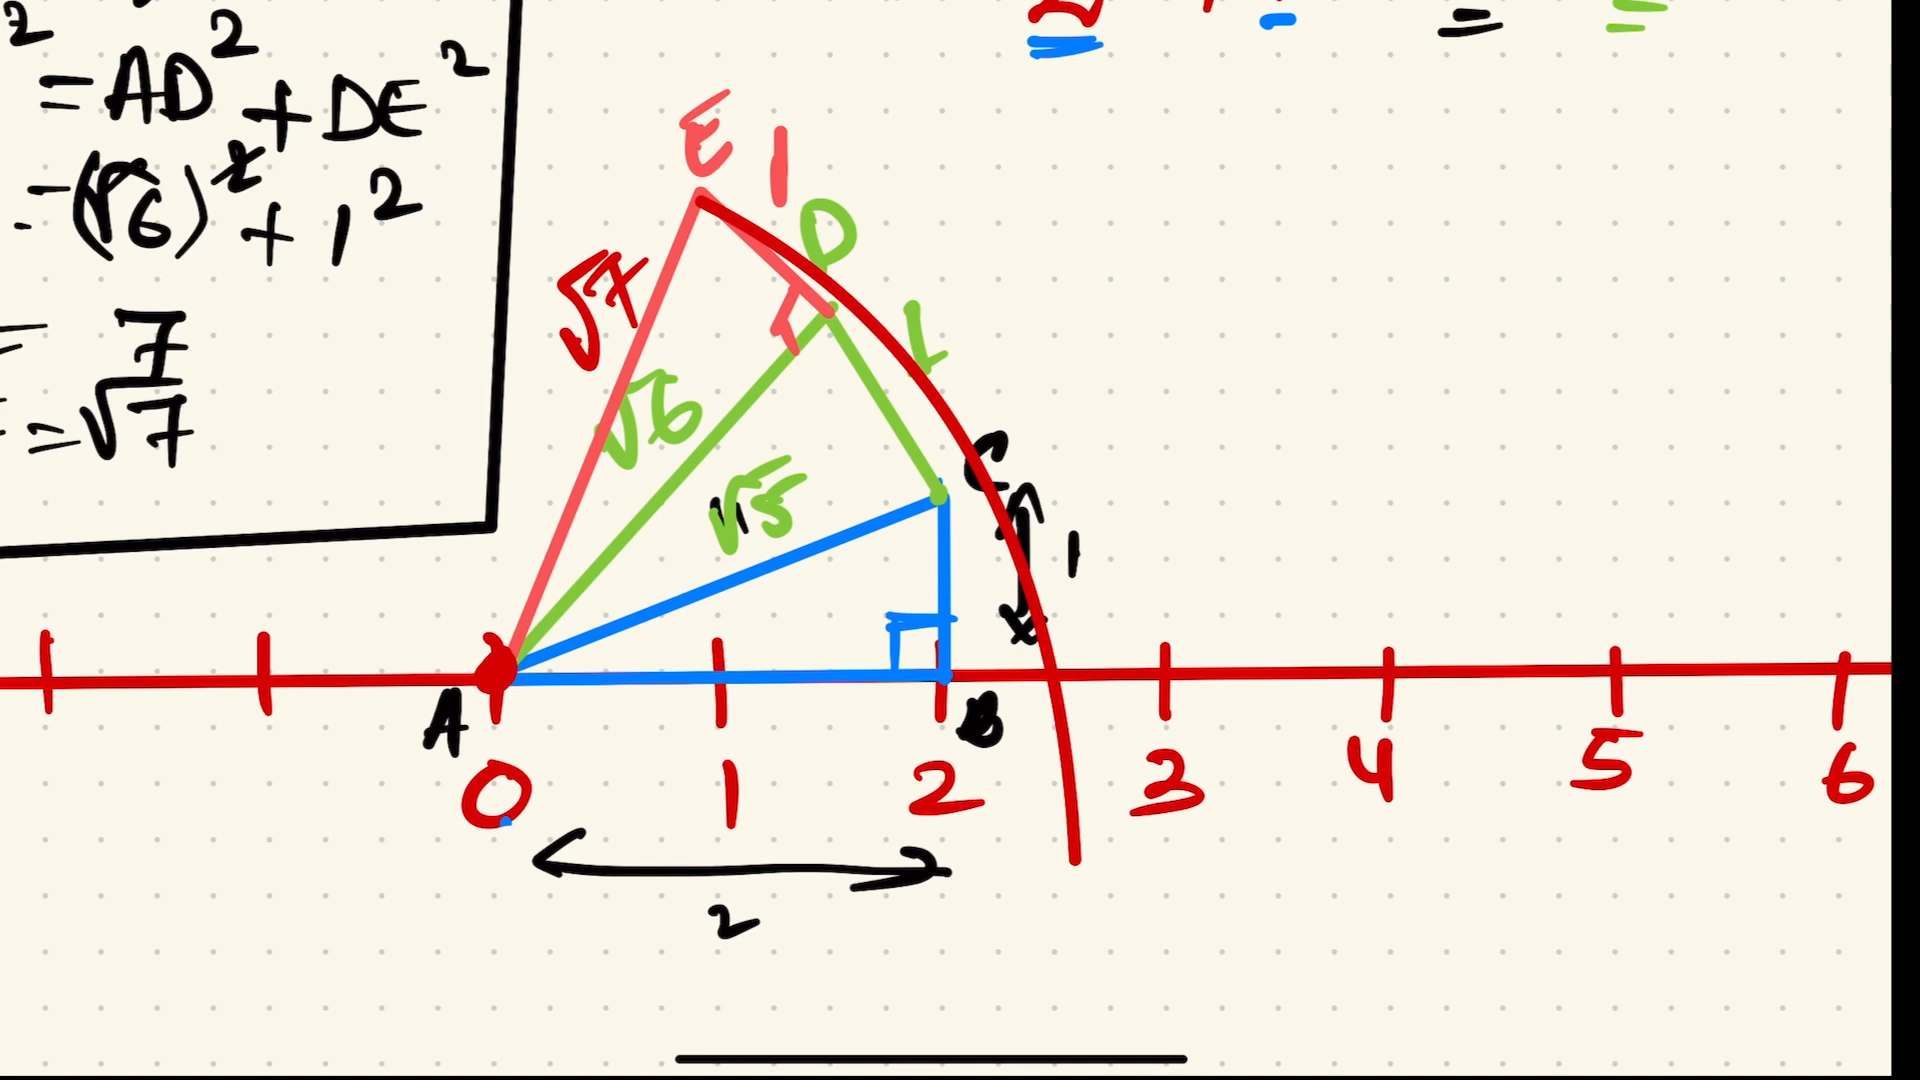 2
= AD² + DE²
= (√6)² + 1²
= 7
= √7
E 1
D
√7
1
√6
C
√5
1
A
B
0 1 2 3 4 5 6
2